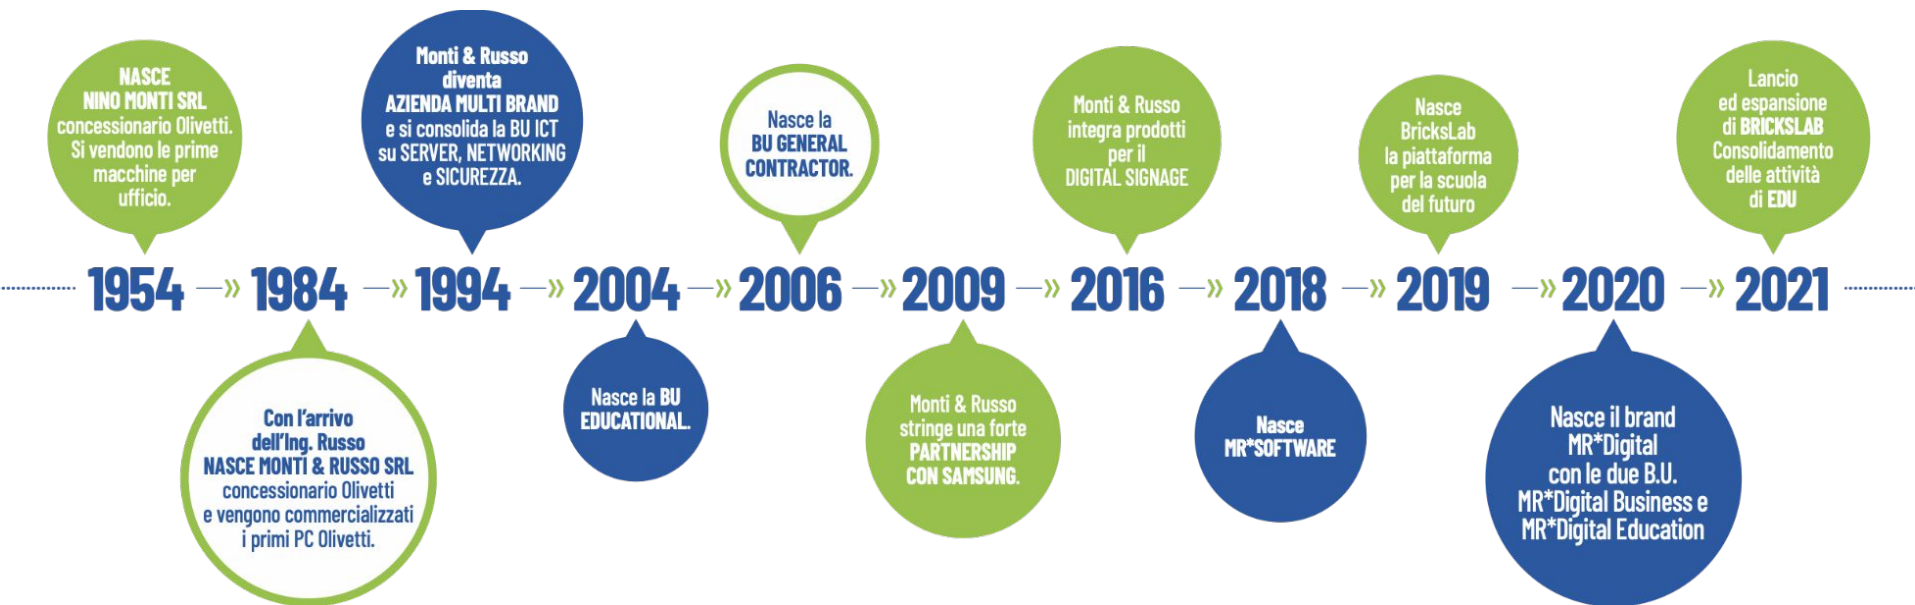 NASCE
NINO MONTI SRL
concessionario Olivetti.
Si vendono le prime
macchine per
ufficio.
Monti & Russo
diventa
AZIENDA MULTI BRAND
e si consolida la BU ICT
su SERVER, NETWORKING
e SICUREZZA.
Nasce la
BU GENERAL
CONTRACTOR.
Monti & Russo
integra prodotti
per il
DIGITAL SIGNAGE
Nasce
BricksLab
la piattaforma
per la scuola
del futuro
Lancio
ed espansione
di BRICKSLAB
Consolidamento
delle attività
di EDU
1954 » 1984 » 1994 » 2004 » 2006 » 2009 » 2016 » 2018 » 2019 » 2020 » 2021
Con l'arrivo
dell'Ing. Russo
NASCE MONTI & RUSSO SRL
concessionario Olivetti
e vengono commercializzati
i primi PC Olivetti.
Nasce la BU
EDUCATIONAL.
Monti & Russo
stringe una forte
PARTNERSHIP
CON SAMSUNG.
Nasce
MR*SOFTWARE
Nasce il brand
MR*Digital
con le due B.U.
MR*Digital Business e
MR*Digital Education